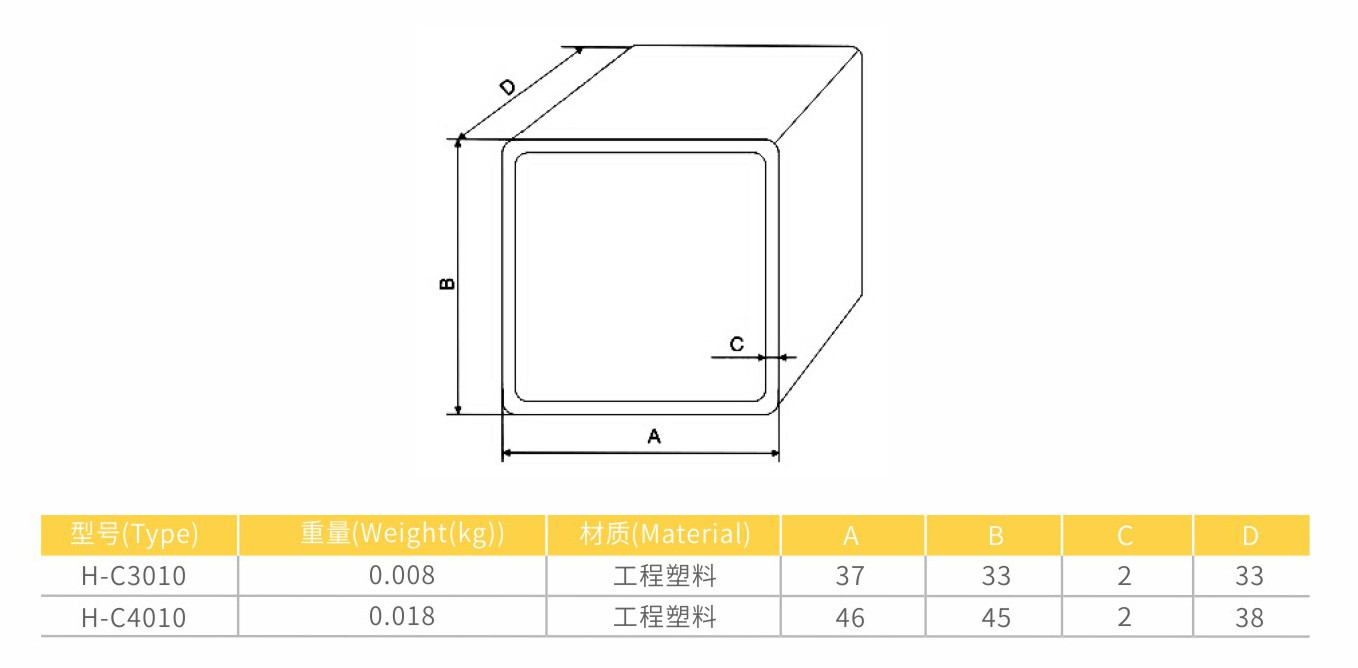 D
B
C
A
型号(Type) 重量(Weight(kg)) 材质(Material) A B C D
H-C3010 0.008 工程塑料 37 33 2 33
H-C4010 0.018 工程塑料 46 45 2 38